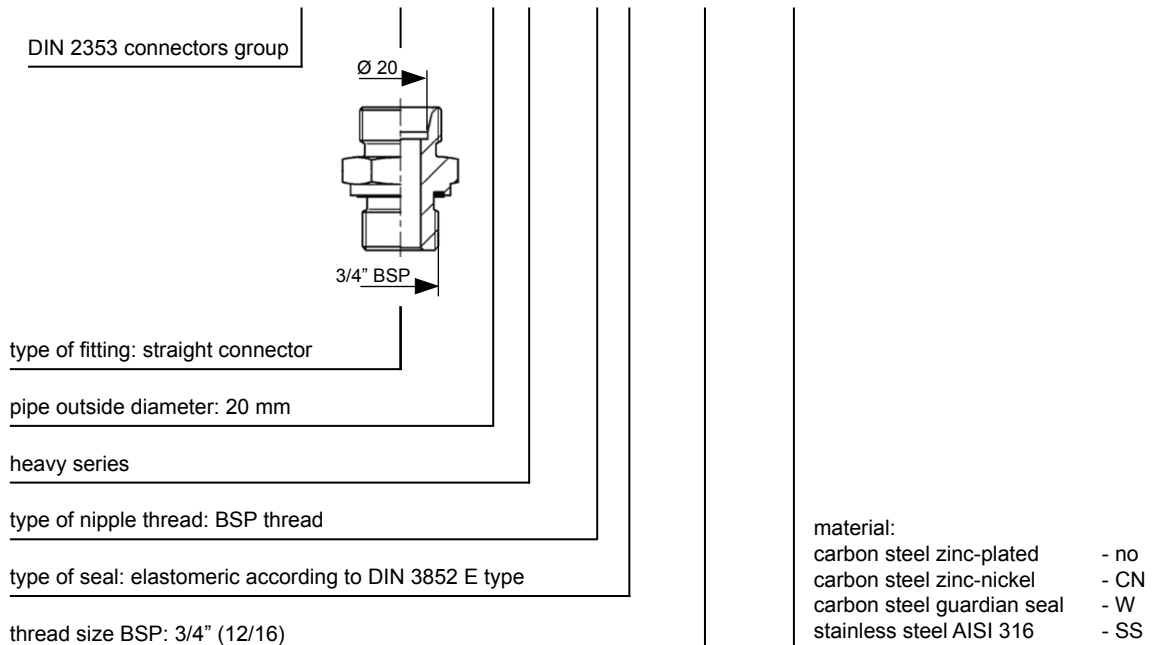 DIN 2353 connectors group
Ø 20
3/4” BSP
type of fitting: straight connector
pipe outside diameter: 20 mm
heavy series
type of nipple thread: BSP thread
type of seal: elastomeric according to DIN 3852 E type
thread size BSP: 3/4” (12/16)
material:
carbon steel zinc-plated - no
carbon steel zinc-nickel - CN
carbon steel guardian seal - W
stainless steel AISI 316 - SS